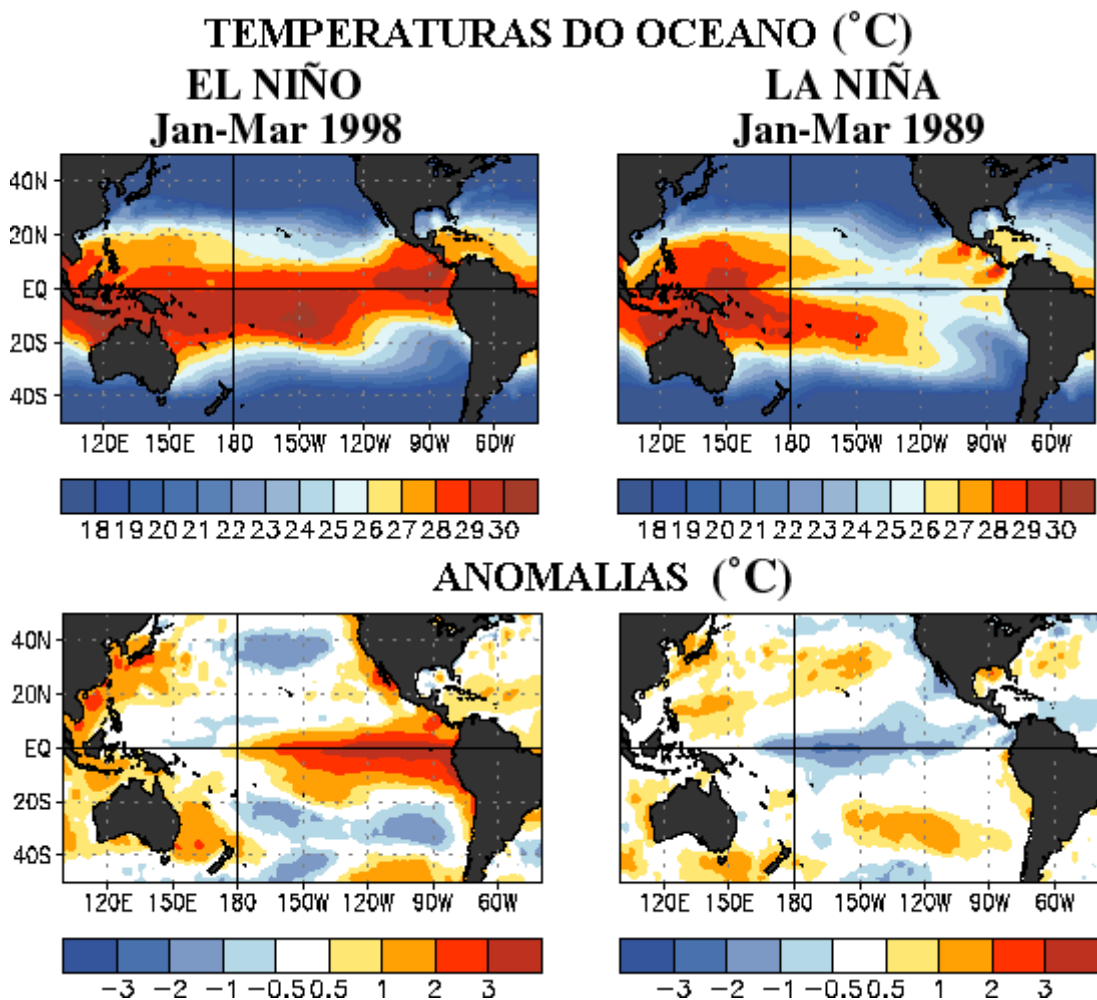 TEMPERATURAS DO OCEANO (°C)
EL NIÑO
Jan-Mar 1998
LA NIÑA
Jan-Mar 1989
40N
20N
EQ
20S
40S
120E 150E 180 150W 120W 90W 60W
18 19 20 21 22 23 24 25 26 27 28 29 30
120E 150E 180 150W 120W 90W 60W
18 19 20 21 22 23 24 25 26 27 28 29 30
ANOMALIAS (°C)
40N
20N
EQ
20S
40S
120E 150E 180 150W 120W 90W 60W
-3 -2 -1 -0.5 0.5 1 2 3
120E 150E 180 150W 120W 90W 60W
-3 -2 -1 -0.5 0.5 1 2 3